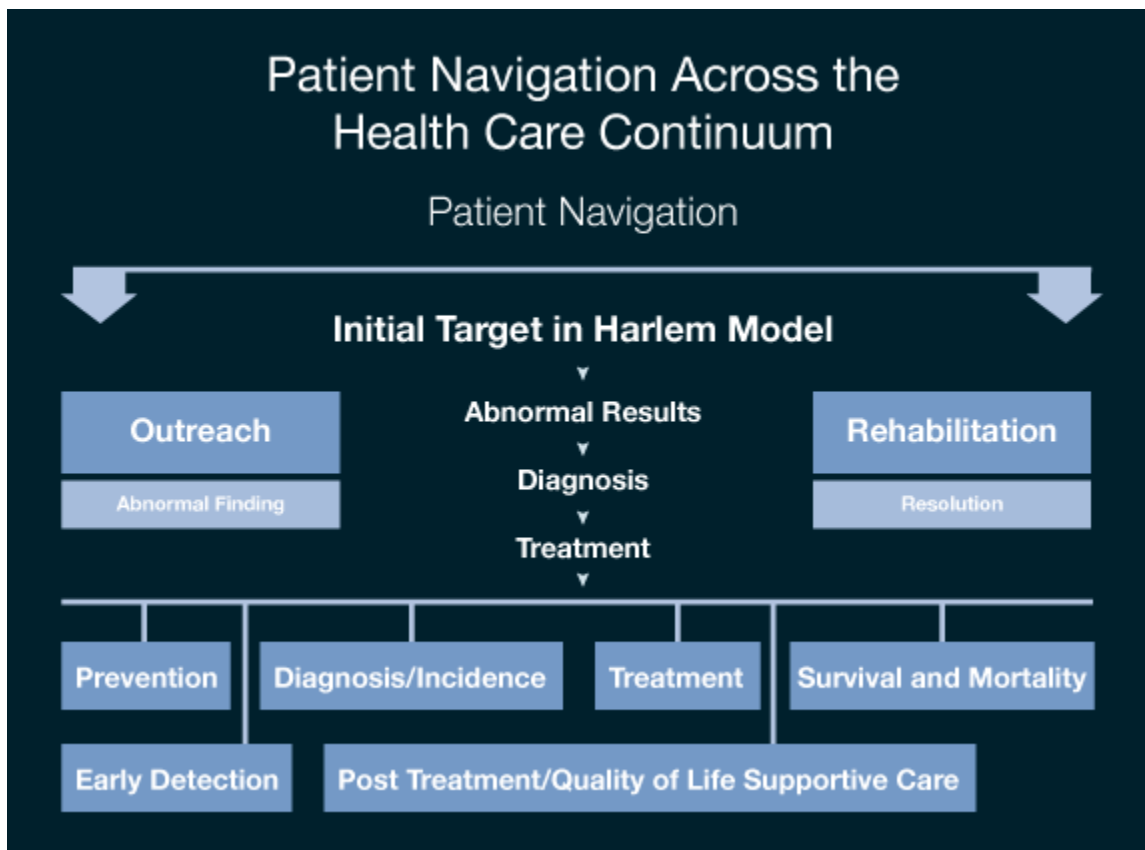 Patient Navigation Across the
Health Care Continuum
Patient Navigation
Initial Target in Harlem Model
Outreach
Abnormal Finding
Abnormal Results
Diagnosis
Treatment
Rehabilitation
Resolution
Prevention
Diagnosis/Incidence
Treatment
Survival and Mortality
Early Detection
Post Treatment/Quality of Life Supportive Care